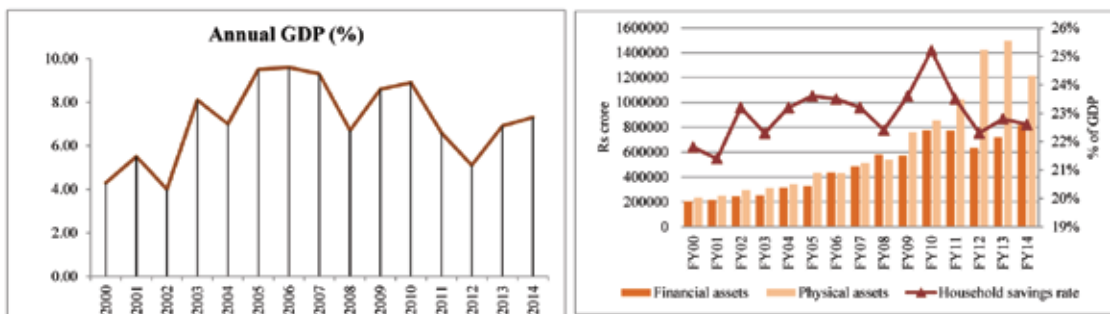 Annual GDP (%)
10.00
8.00
6.00
4.00
2.00
0.00
2000
2001
2002
2003
2004
2005
2006
2007
2008
2009
2010
2011
2012
2013
2014
1600000
1400000
1200000
1000000
800000
600000
400000
200000
0
Rs crore
26%
25%
24%
23%
22%
21%
20%
19%
% of GDP
FY00
FY01
FY02
FY03
FY04
FY05
FY06
FY07
FY08
FY09
FY10
FY11
FY12
FY13
FY14
Financial assets Physical assets Household savings rate